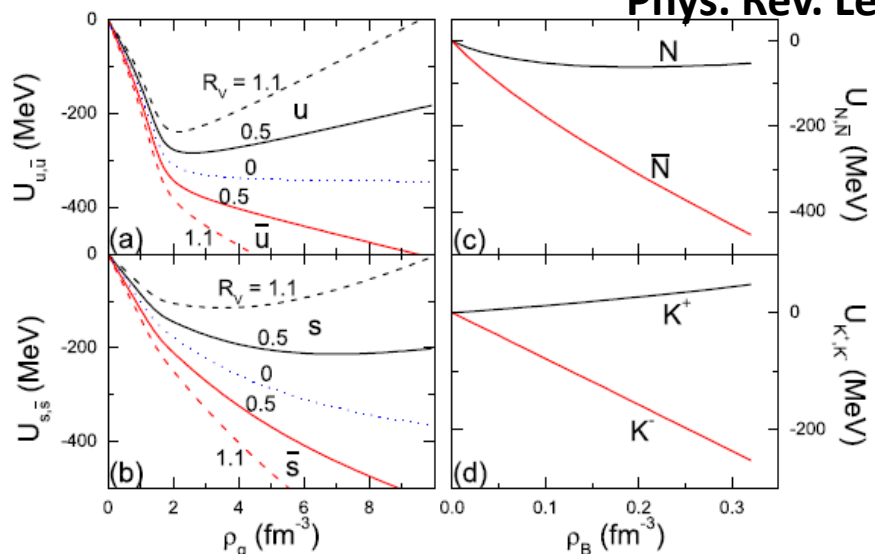 Phys. Rev. Le
0
-200
-400
U_{u,ū} (MeV)
R_V = 1.1
u
0.5
0
0.5
1.1
ū
(a)
0
-200
-400
U_{s,s̄} (MeV)
R_V = 1.1
s
0.5
0
0.5
1.1
s̄
(b)
0 2 4 6 8
ρ_q (fm⁻³)
N
N̄
(c)
0
-200
-400
U_{N,N̄} (MeV)
K⁺
K⁻
(d)
0
-200
U_{K⁺,K⁻} (MeV)
0.0 0.1 0.2 0.3
ρ_B (fm⁻³)